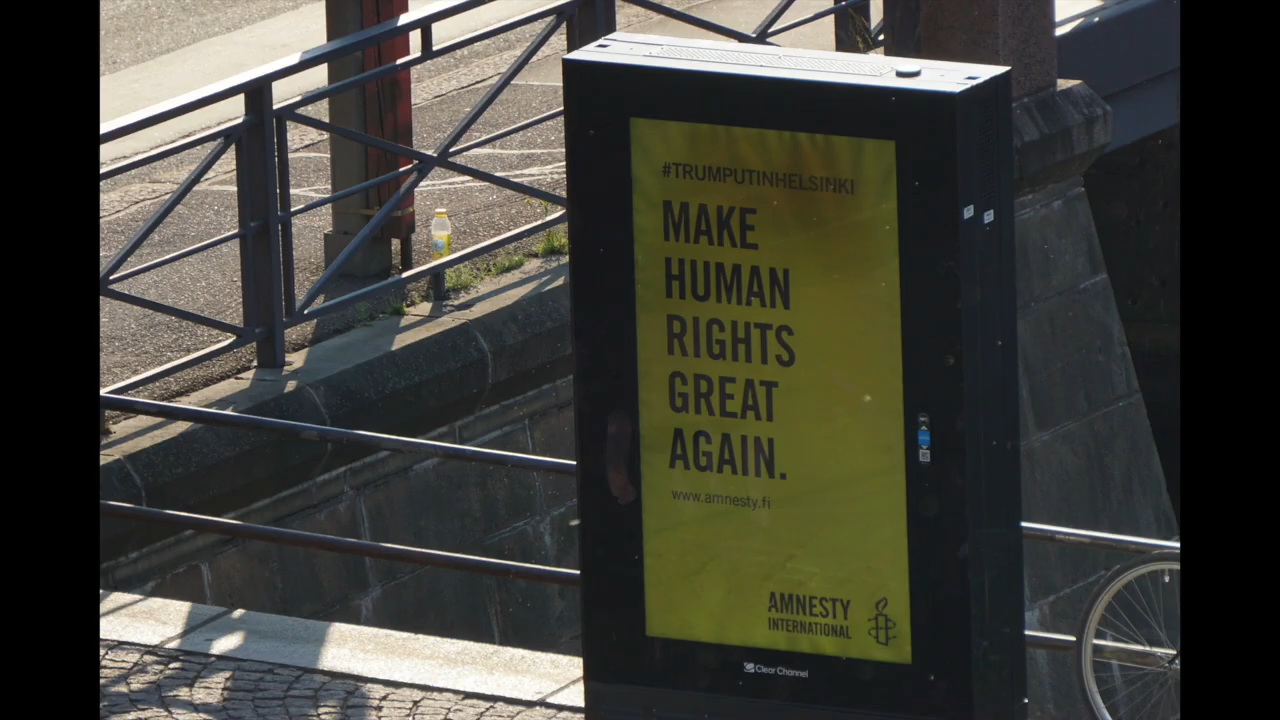 #TRUMPUTINHELSINKI
MAKE
HUMAN
RIGHTS
GREAT
AGAIN.
www.amnesty.fi
AMNESTY
INTERNATIONAL
Clear Channel